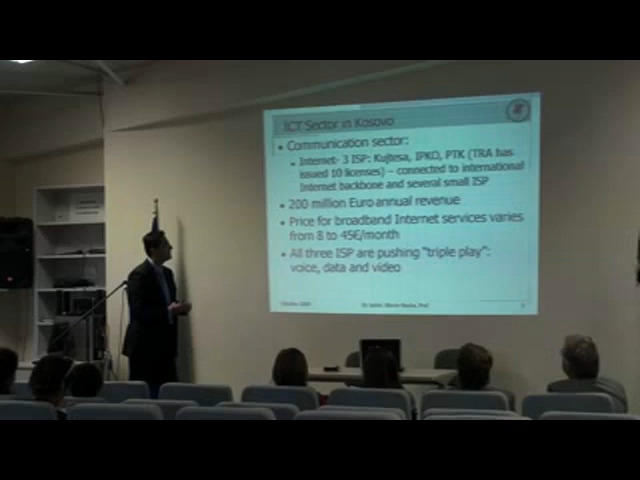 ICT Sector in Kosovo
• Communication sector:
• Internet- 3 ISP: Kujtesa, IPKO, PTK (TRA has
issued 10 licenses) – connected to international
Internet backbone and several small ISP
• 200 million Euro annual revenue
• Price for broadband Internet services varies
from 8 to 45€/month
• All three ISP are pushing "triple play":
voice, data and video